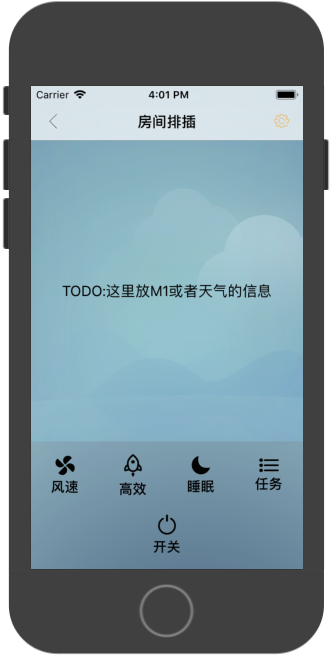 Carrier 4:01 PM
房间排插
TODO:这里放M1或者天气的信息
风速 高效 睡眠 任务
开关